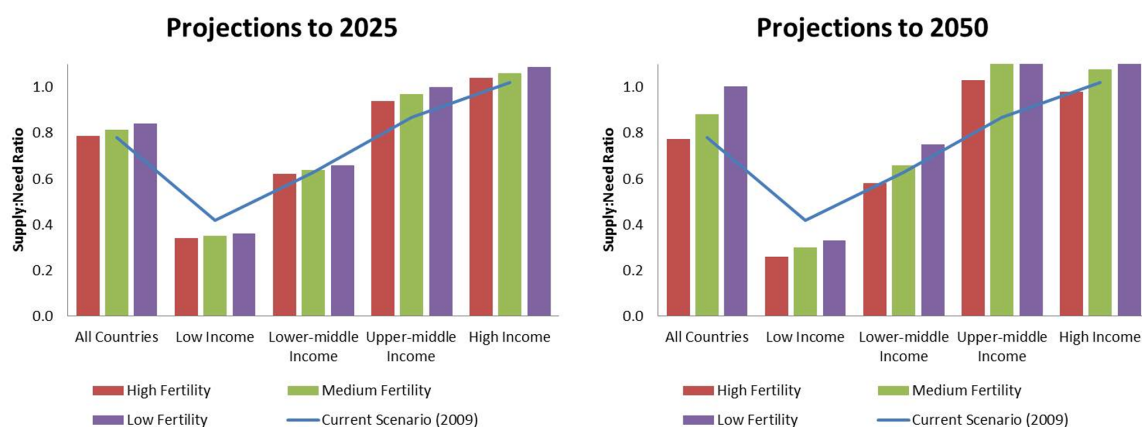 Projections to 2025
Supply:Need Ratio
1.0
0.8
0.6
0.4
0.2
0.0
All Countries
Low Income
Lower-middle
Income
Upper-middle
Income
High Income
High Fertility
Medium Fertility
Low Fertility
Current Scenario (2009)
Projections to 2050
Supply:Need Ratio
1.0
0.8
0.6
0.4
0.2
0.0
All Countries
Low Income
Lower-middle
Income
Upper-middle
Income
High Income
High Fertility
Medium Fertility
Low Fertility
Current Scenario (2009)